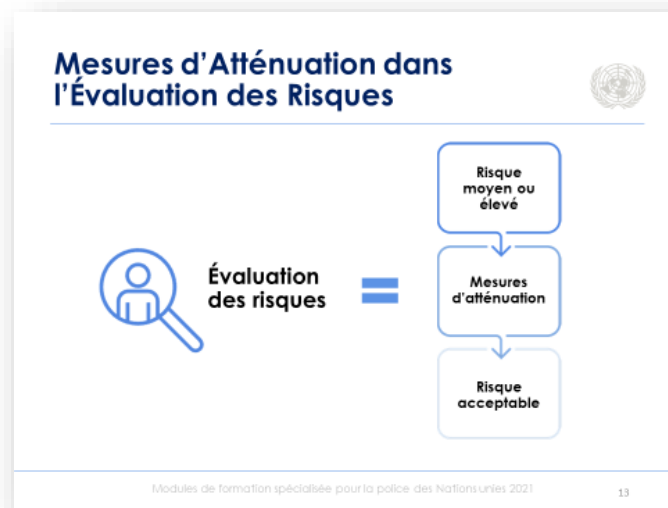 Mesures d'Atténuation dans
l'Évaluation des Risques
Risque
moyen ou
élevé
Évaluation
des risques
Mesures
d'atténuation
Risque
acceptable
Modules de formation spécialisée pour la police des Nations unies 2021
13